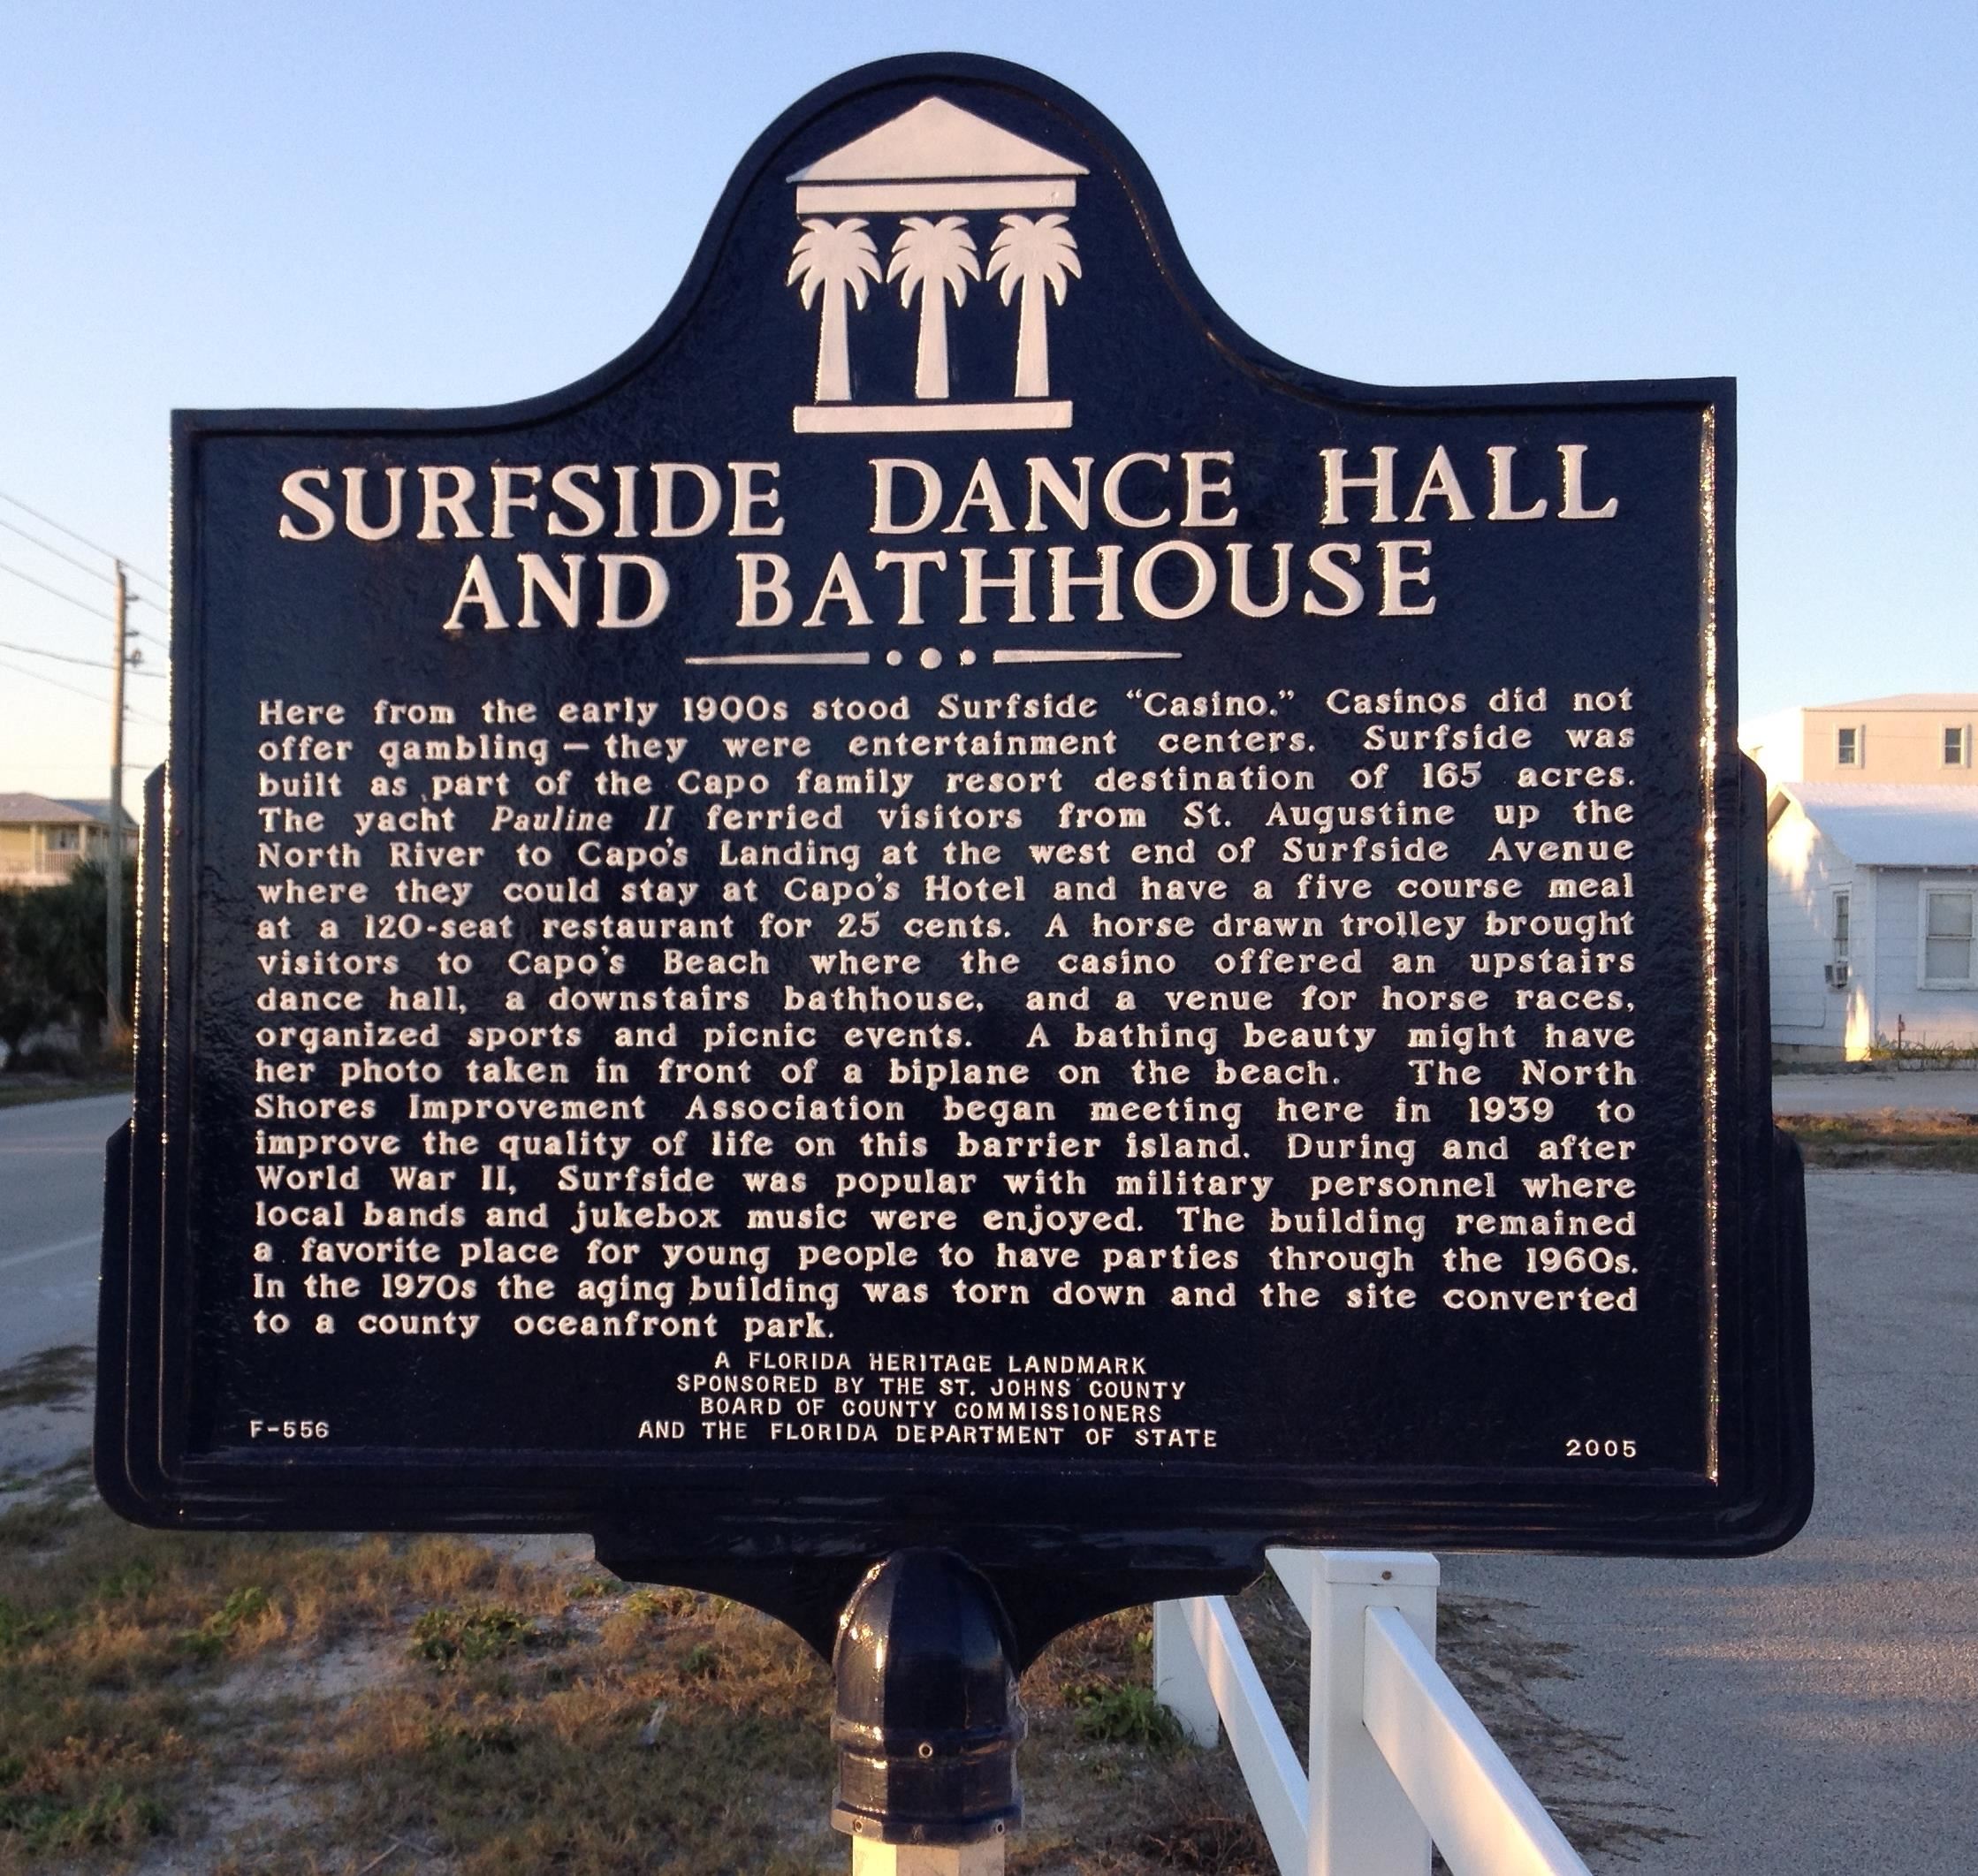 SURFSIDE DANCE HALL
AND BATHHOUSE
Here from the early 1900s stood Surfside “Casino.” Casinos did not
offer gambling — they were entertainment centers. Surfside was
built as part of the Capo family resort destination of 165 acres.
The yacht Pauline II ferried visitors from St. Augustine up the
North River to Capo's Landing at the west end of Surfside Avenue
where they could stay at Capo's Hotel and have a five course meal
at a 120-seat restaurant for 25 cents. A horse drawn trolley brought
visitors to Capo's Beach where the casino offered an upstairs
dance hall, a downstairs bathhouse, and a venue for horse races,
organized sports and picnic events. A bathing beauty might have
her photo taken in front of a biplane on the beach. The North
Shores Improvement Association began meeting here in 1939 to
improve the quality of life on this barrier island. During and after
World War II, Surfside was popular with military personnel where
local bands and jukebox music were enjoyed. The building remained
a favorite place for young people to have parties through the 1960s.
In the 1970s the aging building was torn down and the site converted
to a county oceanfront park.
A FLORIDA HERITAGE LANDMARK
SPONSORED BY THE ST. JOHNS COUNTY
BOARD OF COUNTY COMMISSIONERS
AND THE FLORIDA DEPARTMENT OF STATE
F-556
2005